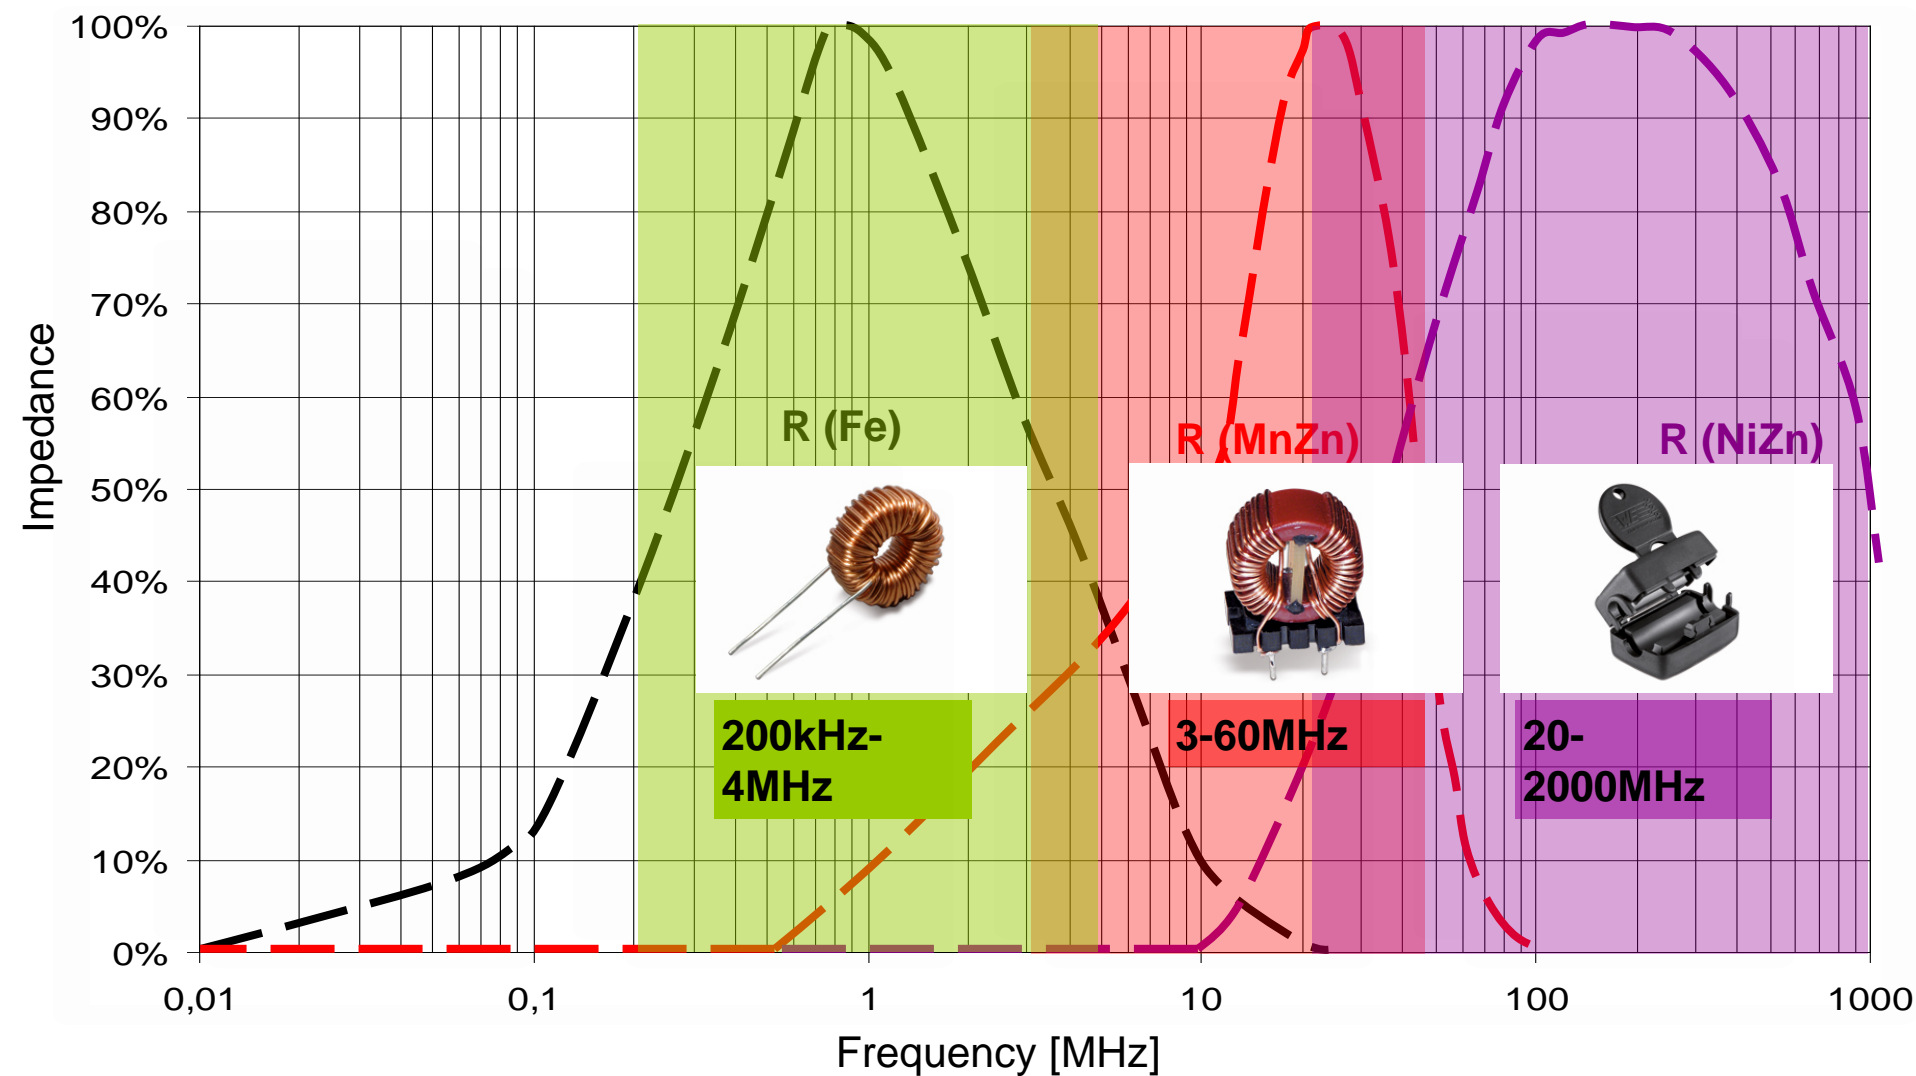 100%
90%
80%
70%
60%
50%
40%
30%
20%
10%
0%
Impedance
R (Fe)
R (MnZn)
R (NiZn)
200kHz-
4MHz
3-60MHz
20-
2000MHz
0,01
0,1
1
10
100
1000
Frequency [MHz]